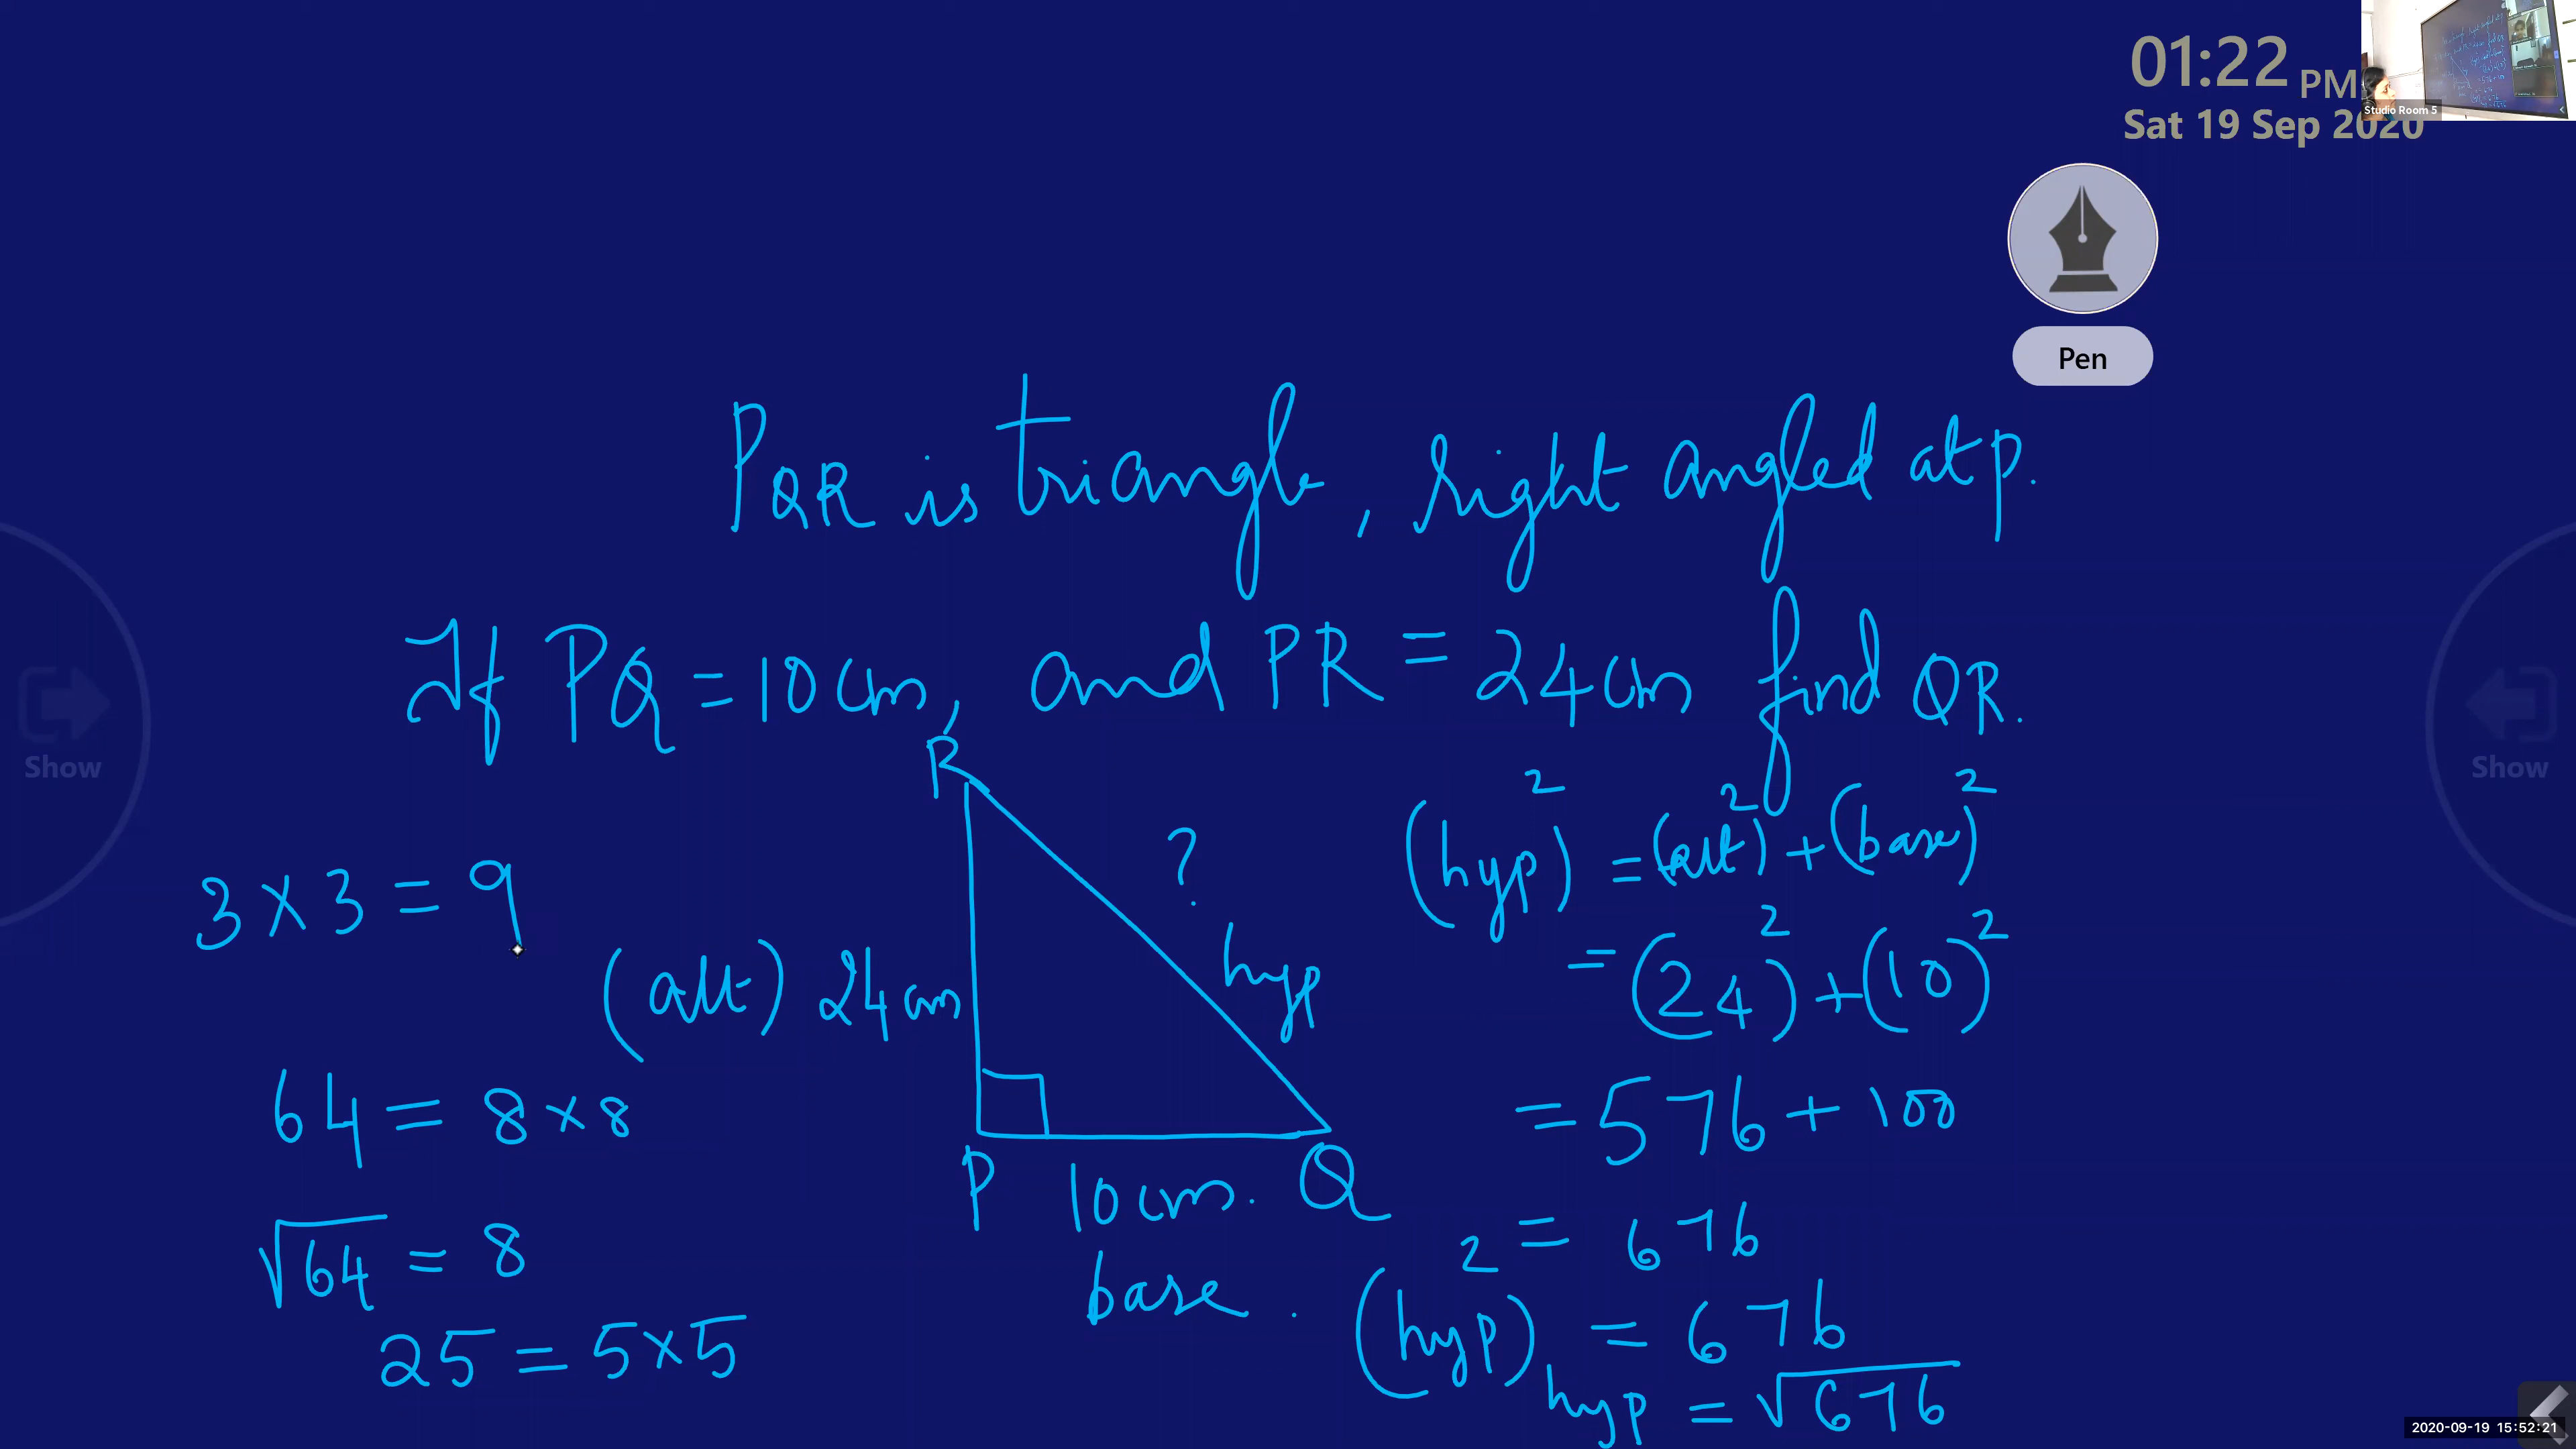 01:22 PM
Sat 19 Sep 2020
Studio Room 5
Pen
PQR is triangle, right angled at P.
If PQ = 10 cm, and PR = 24 cm find QR.
Show
Show
R
?
hyp
(alt) 24 cm
P 10 cm. Q
base.
3 × 3 = 9
64 = 8 × 8
√64 = 8
25 = 5 × 5
(hyp)² = (alt)² + (base)²
= (24)² + (10)²
= 576 + 100
= 676
(hyp)² = 676
hyp = √676
2020-09-19 15:52:21